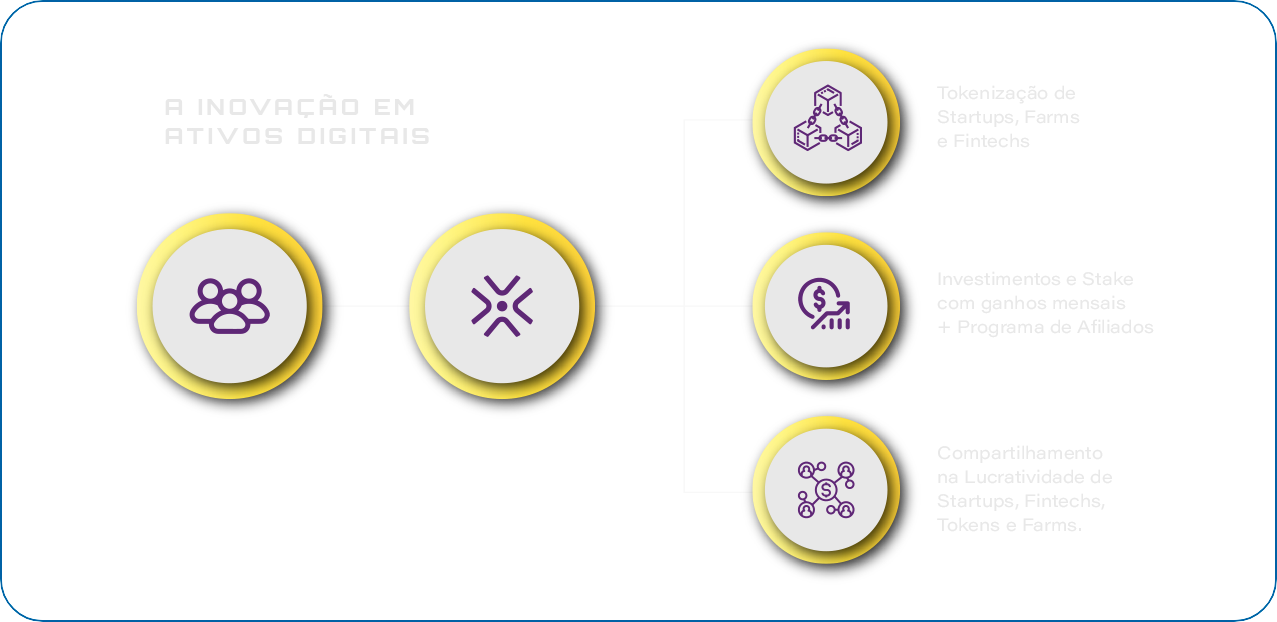 A INOVAÇÃO EM
ATIVOS DIGITAIS
Tokenização de
Startups, Farms
e Fintechs
Investimentos e Stake
com ganhos mensais
+ Programa de Afiliados
Compartilhamento
na Lucratividade de
Startups, Fintechs,
Tokens e Farms.